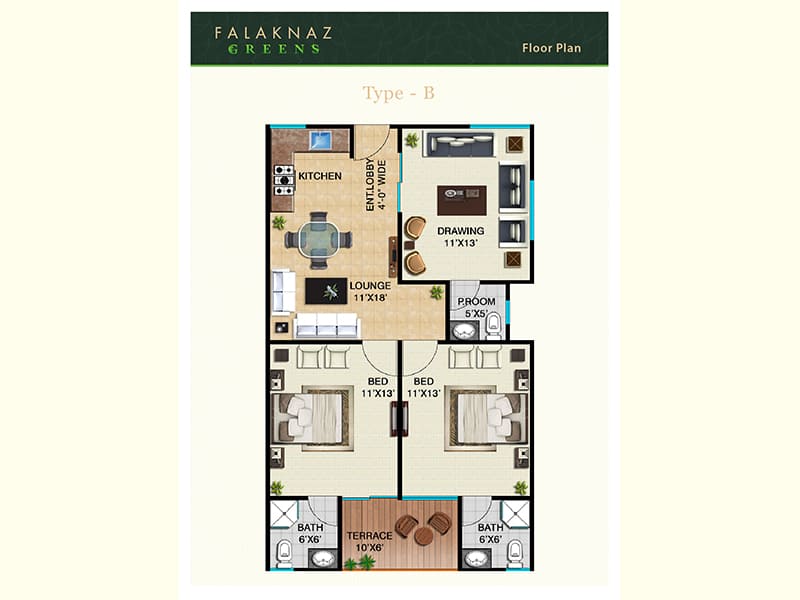 FALAKNAZ
GREENS
Floor Plan
Type - B
KITCHEN
ENT.LOBBY
4'-0" WIDE
DRAWING
11'X13'
LOUNGE
11'X18'
P.ROOM
5'X5'
BED
11'X13'
BED
11'X13'
BATH
6'X6'
TERRACE
10'X6'
BATH
6'X6'